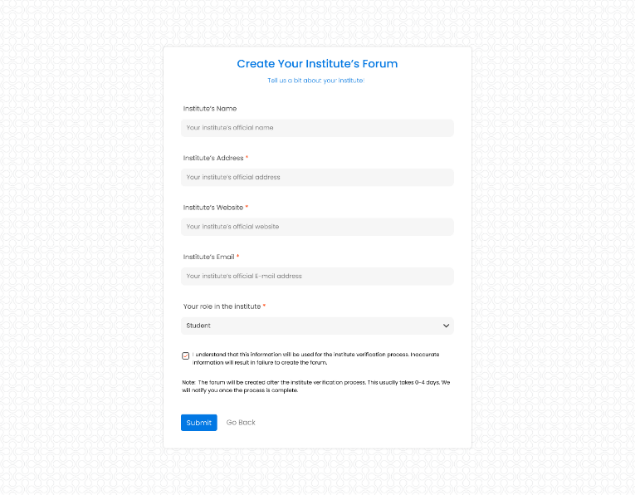 Create Your Institute's Forum
Tell us a bit about your institute!
Institute's Name
Your institute's official name
Institute's Address *
Your institute's official address
Institute's Website *
Your institute's official website
Institute's Email *
Your institute's official E-mail address
Your role in the institute *
Student
I understand that this information will be used for the institute verification process. Inaccurate
information will result in failure to create the forum.
Note: The forum will be created after the institute verification process. This usually takes 0-4 days. We
will notify you once the process is complete.
Submit
Go Back